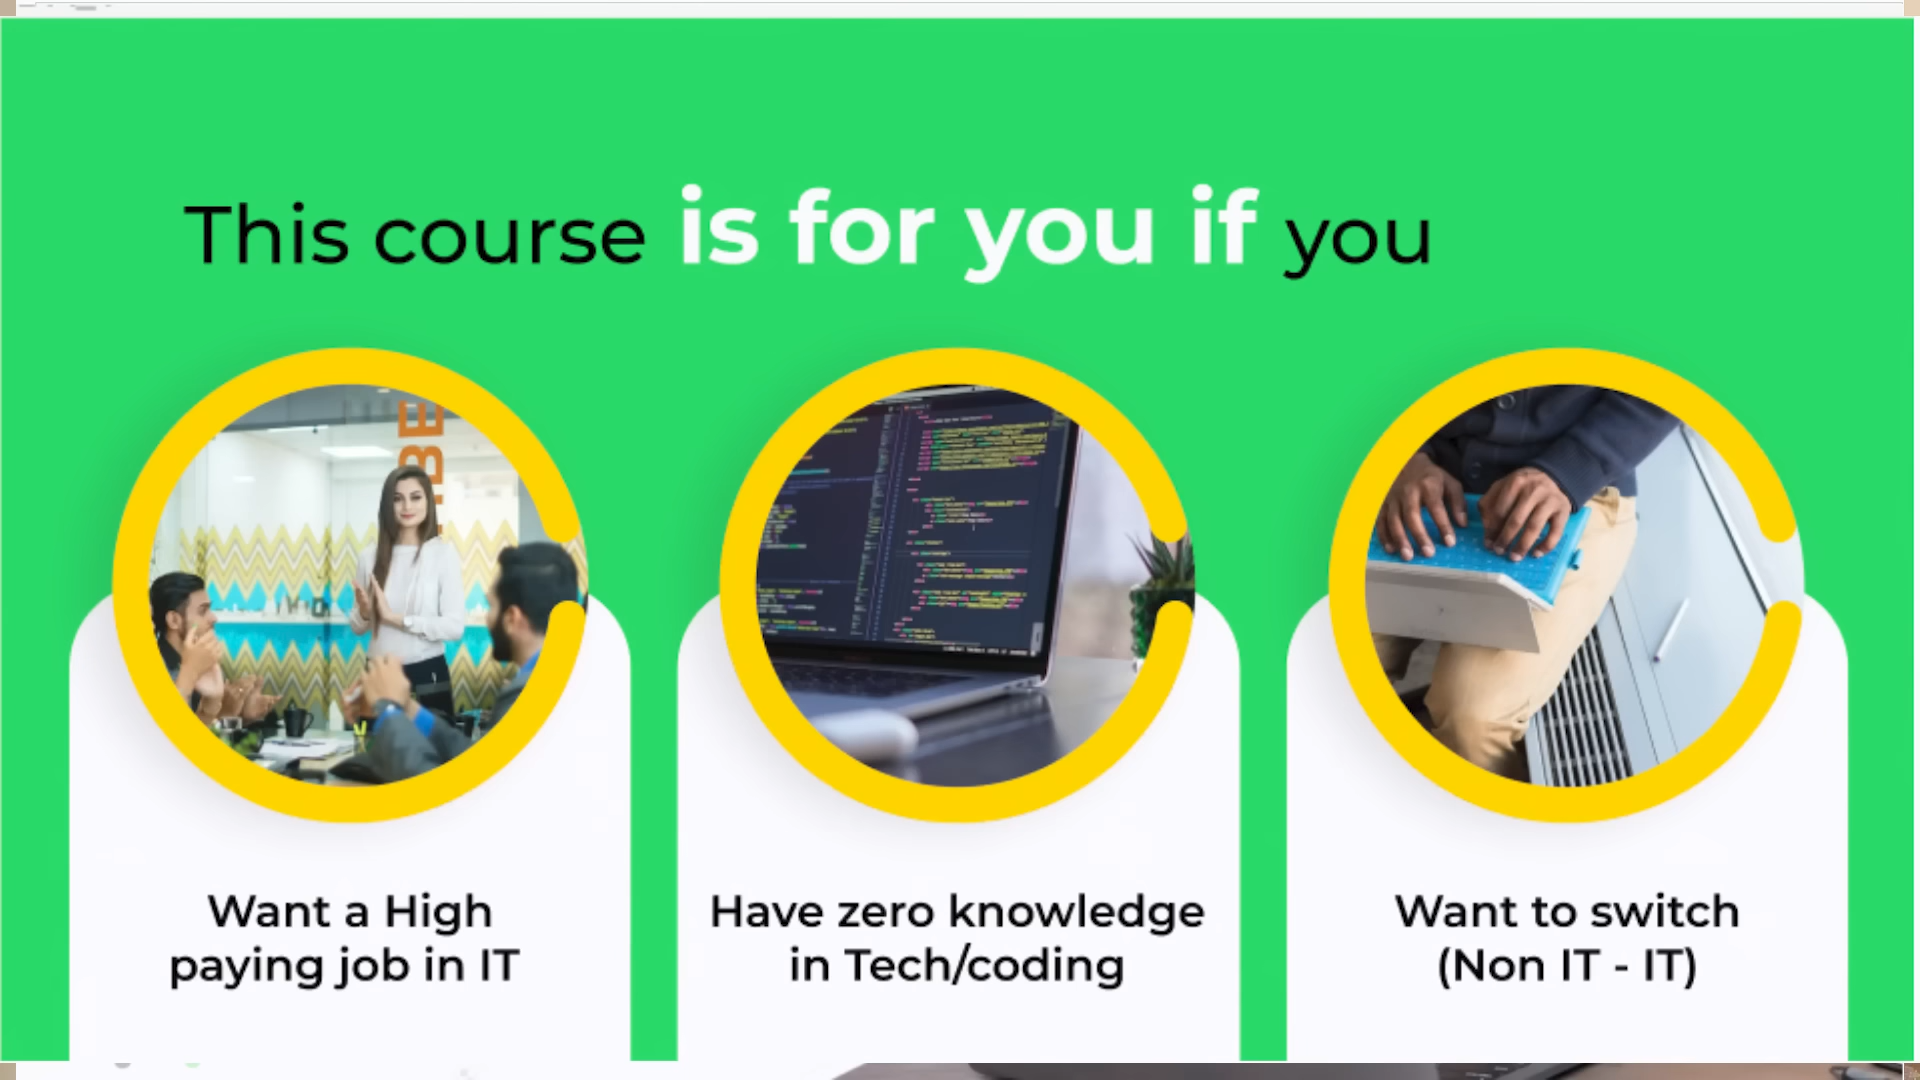 This course is for you if you
Want a High
paying job in IT
Have zero knowledge
in Tech/coding
Want to switch
(Non IT - IT)